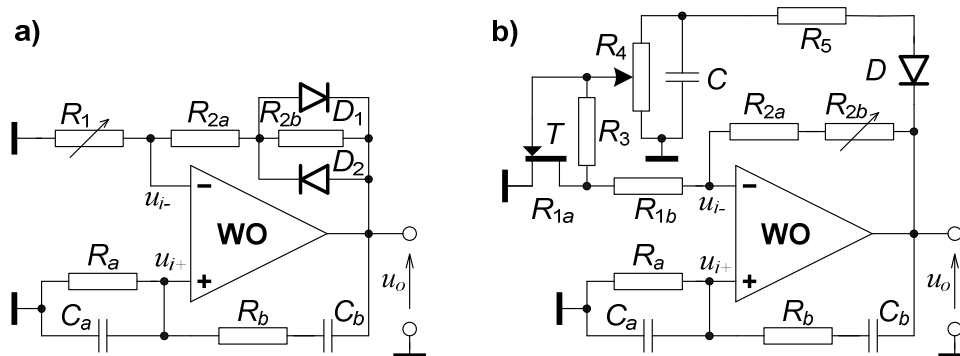 a)
R1
R2a
R2b
D1
D2
ui-
WO
Ra
ui+
Ca
Rb
Cb
uo
b)
R4
C
R5
D
T
R3
R2a
R2b
R1a
R1b
ui-
WO
Ra
ui+
Ca
Rb
Cb
uo